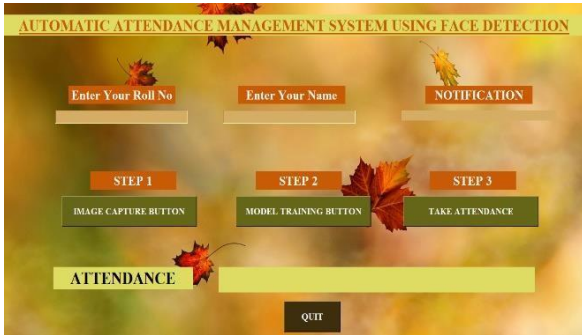 AUTOMATIC ATTENDANCE MANAGEMENT SYSTEM USING FACE DETECTION
Enter Your Roll No
Enter Your Name
NOTIFICATION
STEP 1
STEP 2
STEP 3
IMAGE CAPTURE BUTTON
MODEL TRAINING BUTTON
TAKE ATTENDANCE
ATTENDANCE
QUIT